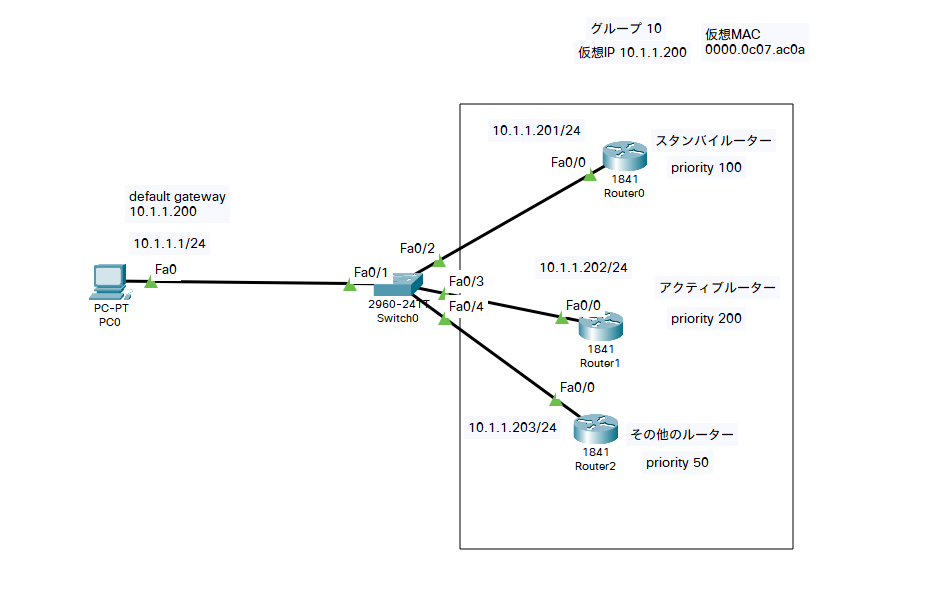 グループ 10
仮想IP 10.1.1.200
仮想MAC
0000.0c07.ac0a
10.1.1.201/24
スタンバイルーター
priority 100
Fa0/0
1841
Router0
default gateway
10.1.1.200
10.1.1.1/24
Fa0
PC-PT
PC0
Fa0/1
Fa0/2
Fa0/3
Fa0/4
2960-24TT
Switch0
10.1.1.202/24
アクティブルーター
priority 200
Fa0/0
1841
Router1
Fa0/0
10.1.1.203/24
その他のルーター
priority 50
1841
Router2